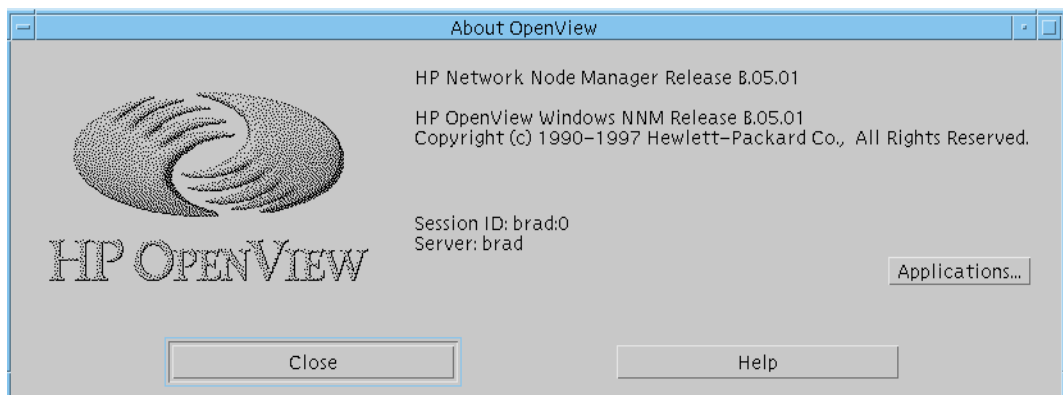 About OpenView
HP Network Node Manager Release B.05.01
HP OpenView Windows NNM Release B.05.01
Copyright (c) 1990-1997 Hewlett-Packard Co., All Rights Reserved.
Session ID: brad:0
Server: brad
HP OPENVIEW
Applications...
Close
Help